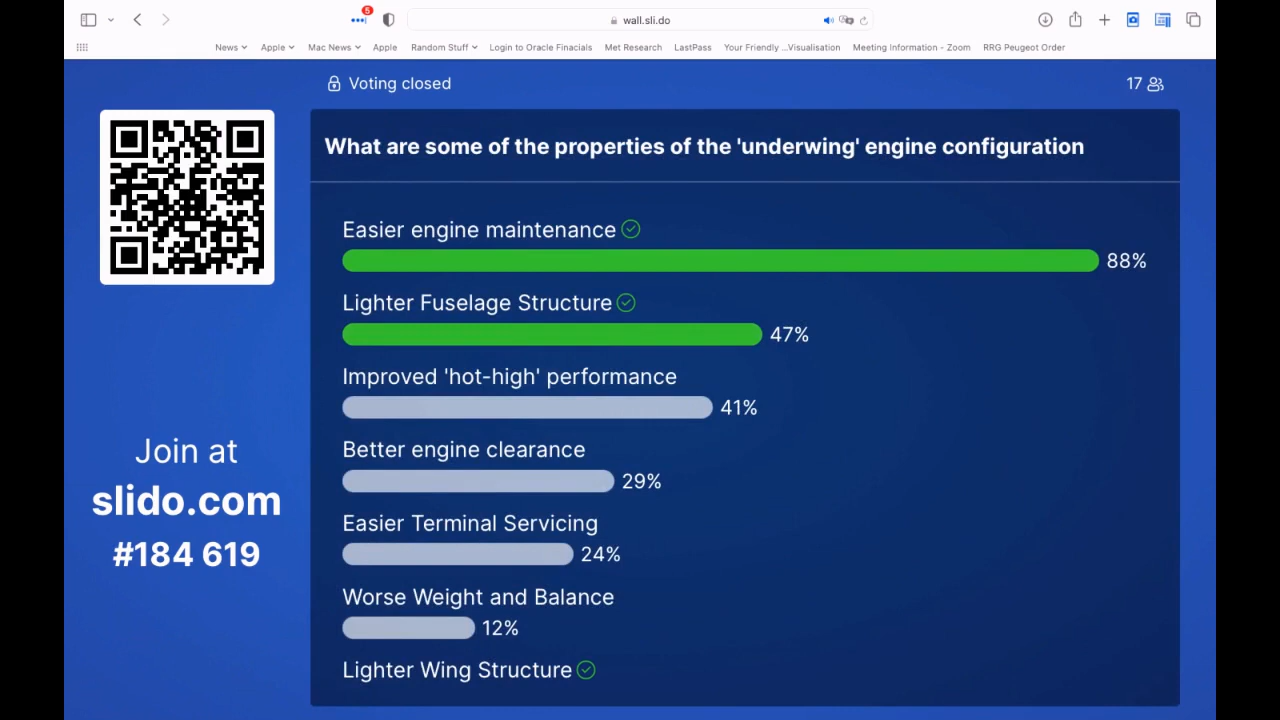 5
wall.sli.do
News Apple Mac News Apple Random Stuff Login to Oracle Finacials Met Research LastPass Your Friendly ...Visualisation Meeting Information - Zoom RRG Peugeot Order
Voting closed
17
What are some of the properties of the 'underwing' engine configuration
Easier engine maintenance
88%
Lighter Fuselage Structure
47%
Improved 'hot-high' performance
41%
Better engine clearance
29%
Easier Terminal Servicing
24%
Worse Weight and Balance
12%
Lighter Wing Structure
Join at
slido.com
#184 619